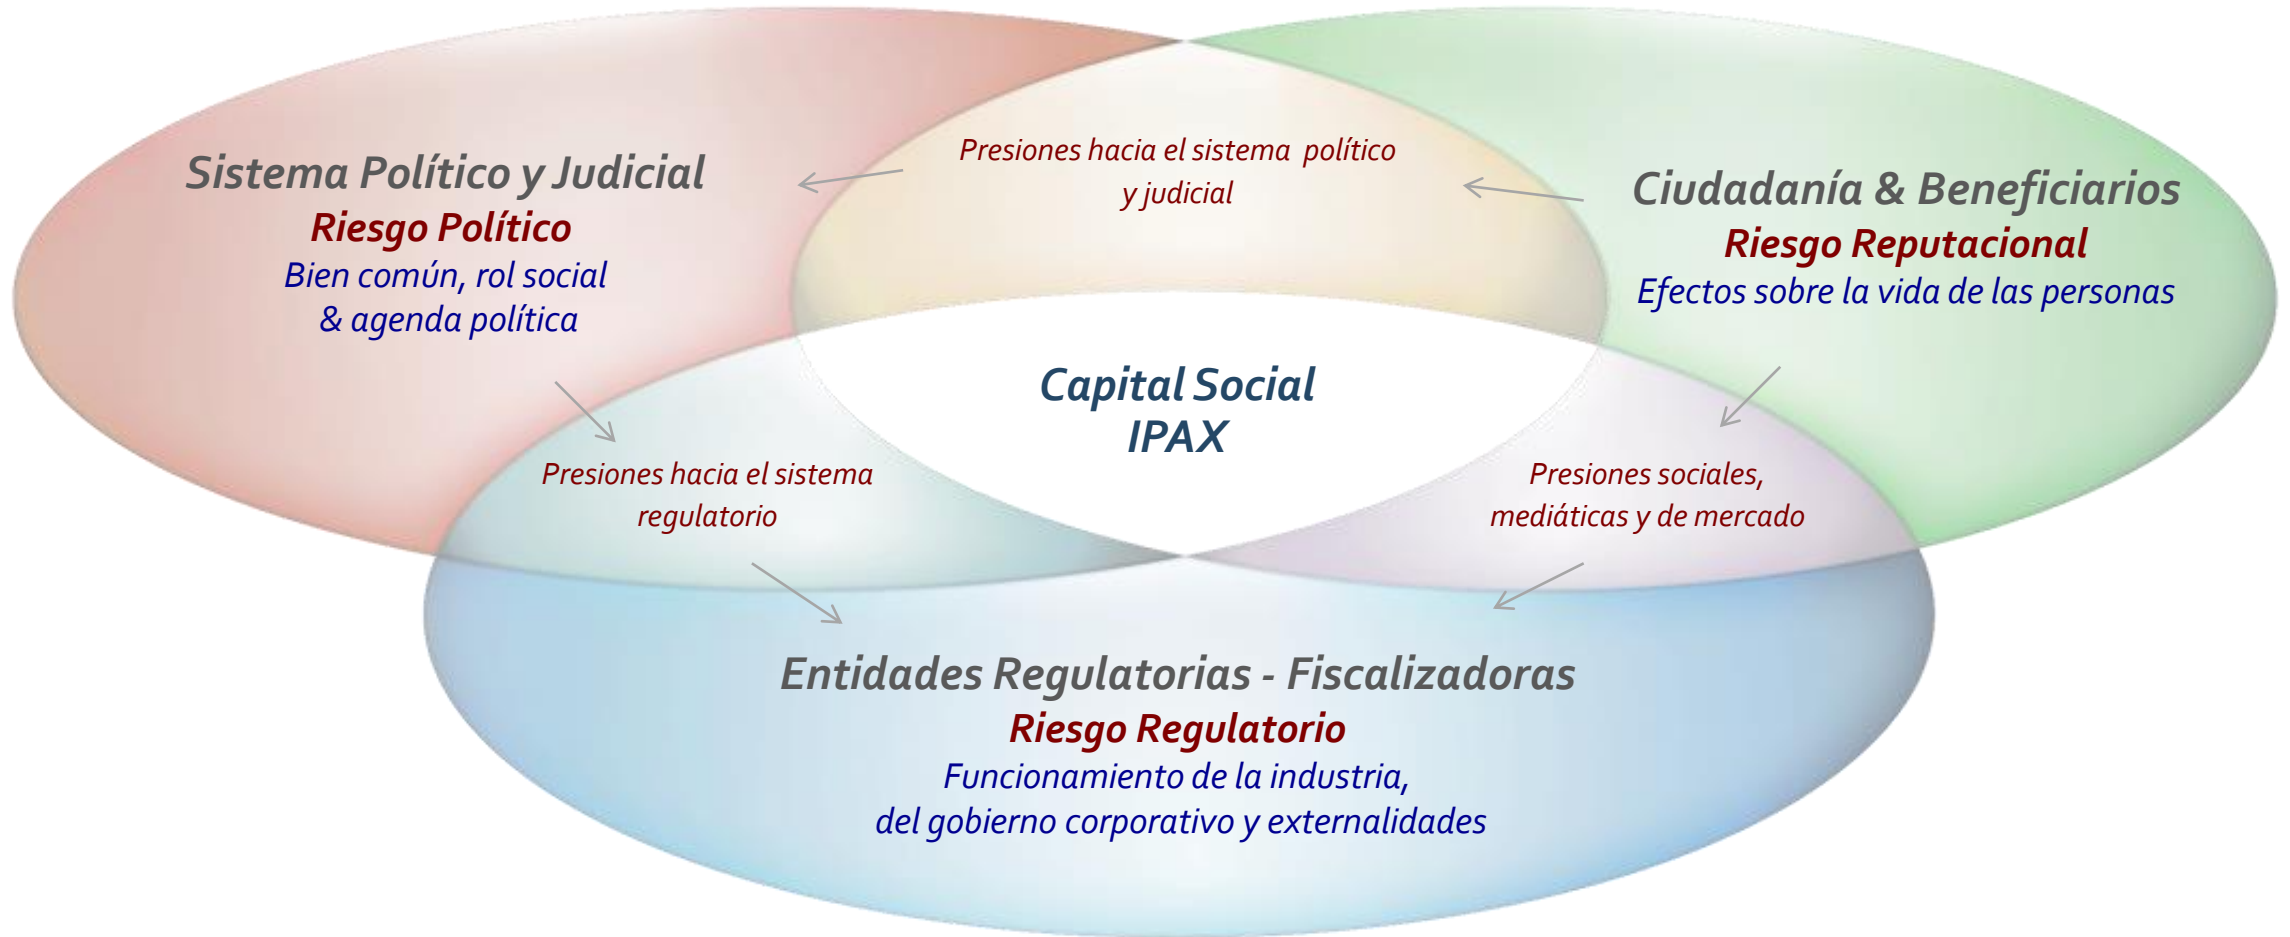 Presiones hacia el sistema político
y judicial
Sistema Político y Judicial
Riesgo Político
Bien común, rol social
& agenda política
Ciudadanía & Beneficiarios
Riesgo Reputacional
Efectos sobre la vida de las personas
Capital Social
IPAX
Presiones hacia el sistema
regulatorio
Presiones sociales,
mediáticas y de mercado
Entidades Regulatorias - Fiscalizadoras
Riesgo Regulatorio
Funcionamiento de la industria,
del gobierno corporativo y externalidades